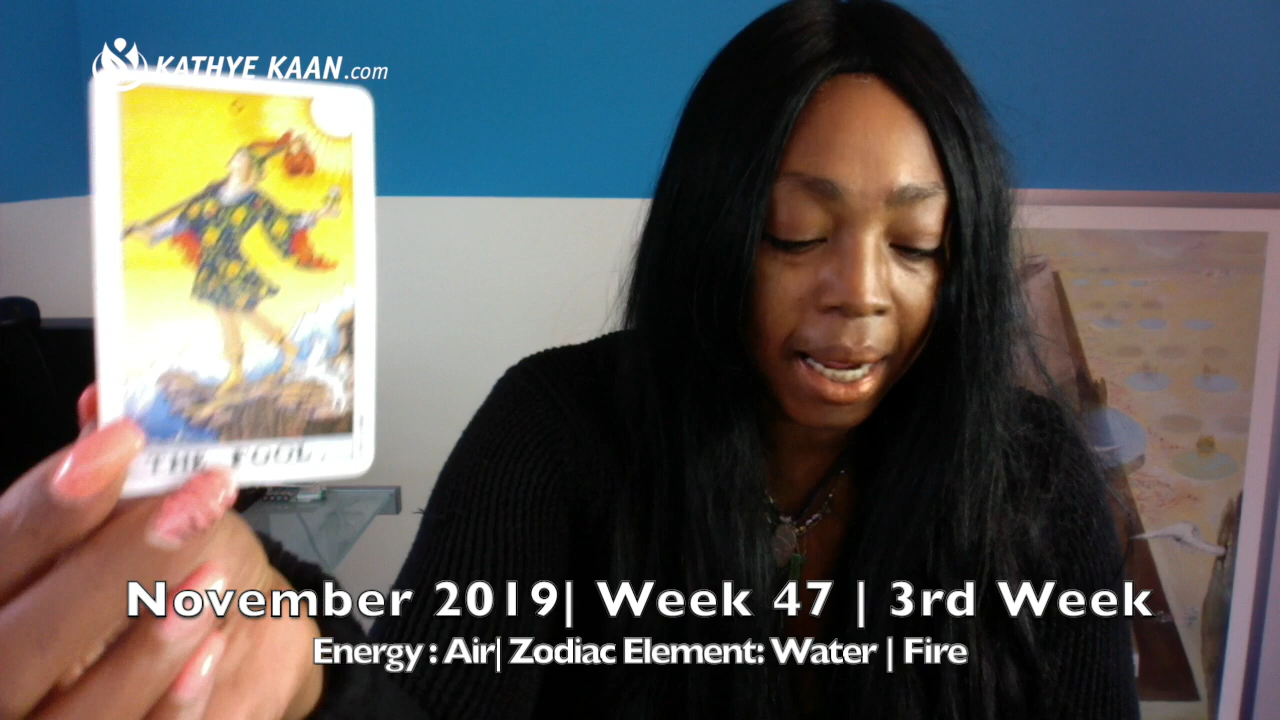 KATHYE KAAN.com
THE FOOL.
November 2019| Week 47 | 3rd Week
Energy : Air| Zodiac Element: Water | Fire